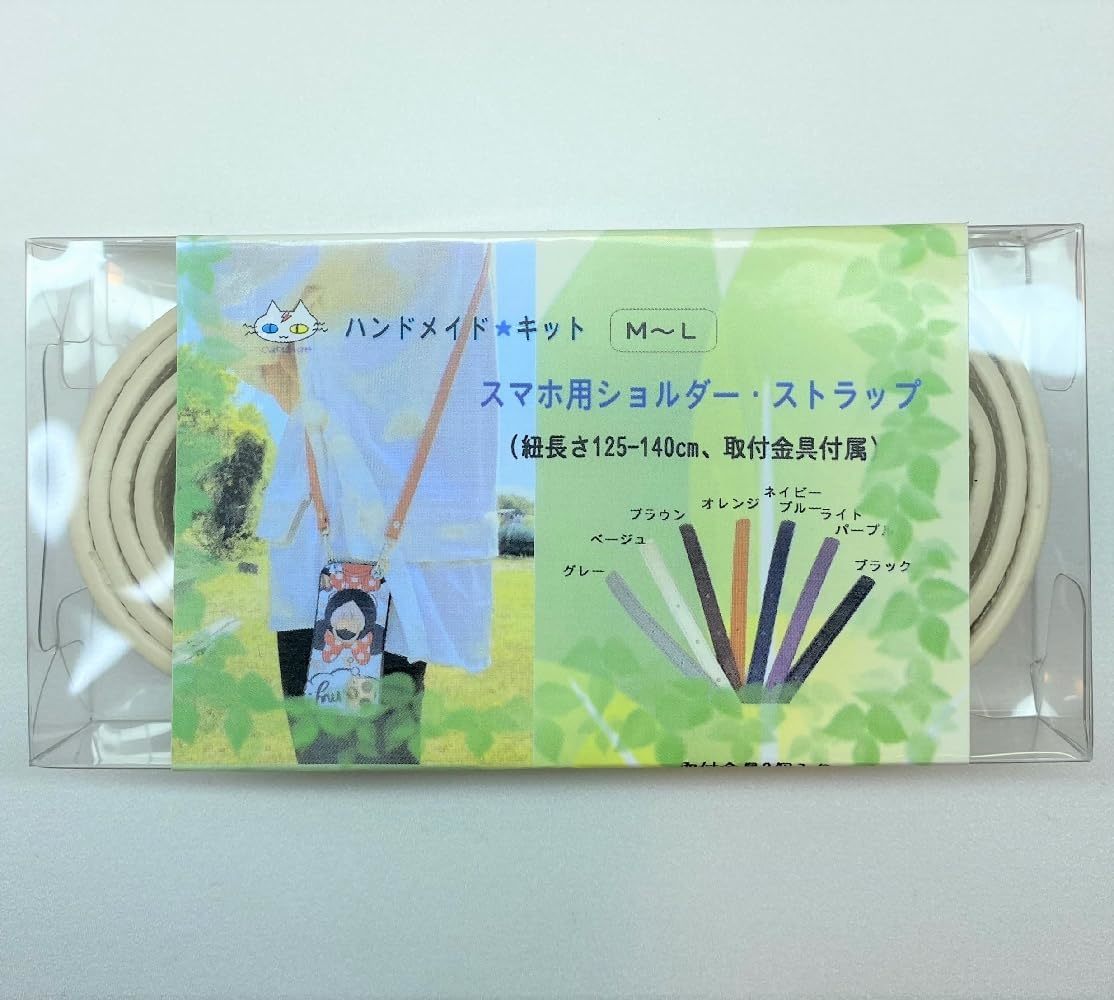 ハンドメイド★キット M～L
スマホ用ショルダー・ストラップ
(紐長さ125-140cm、取付金具付属)
グレー
ベージュ
ブラウン
オレンジ
ネイビー
ブルー
ライト
パープル
ブラック